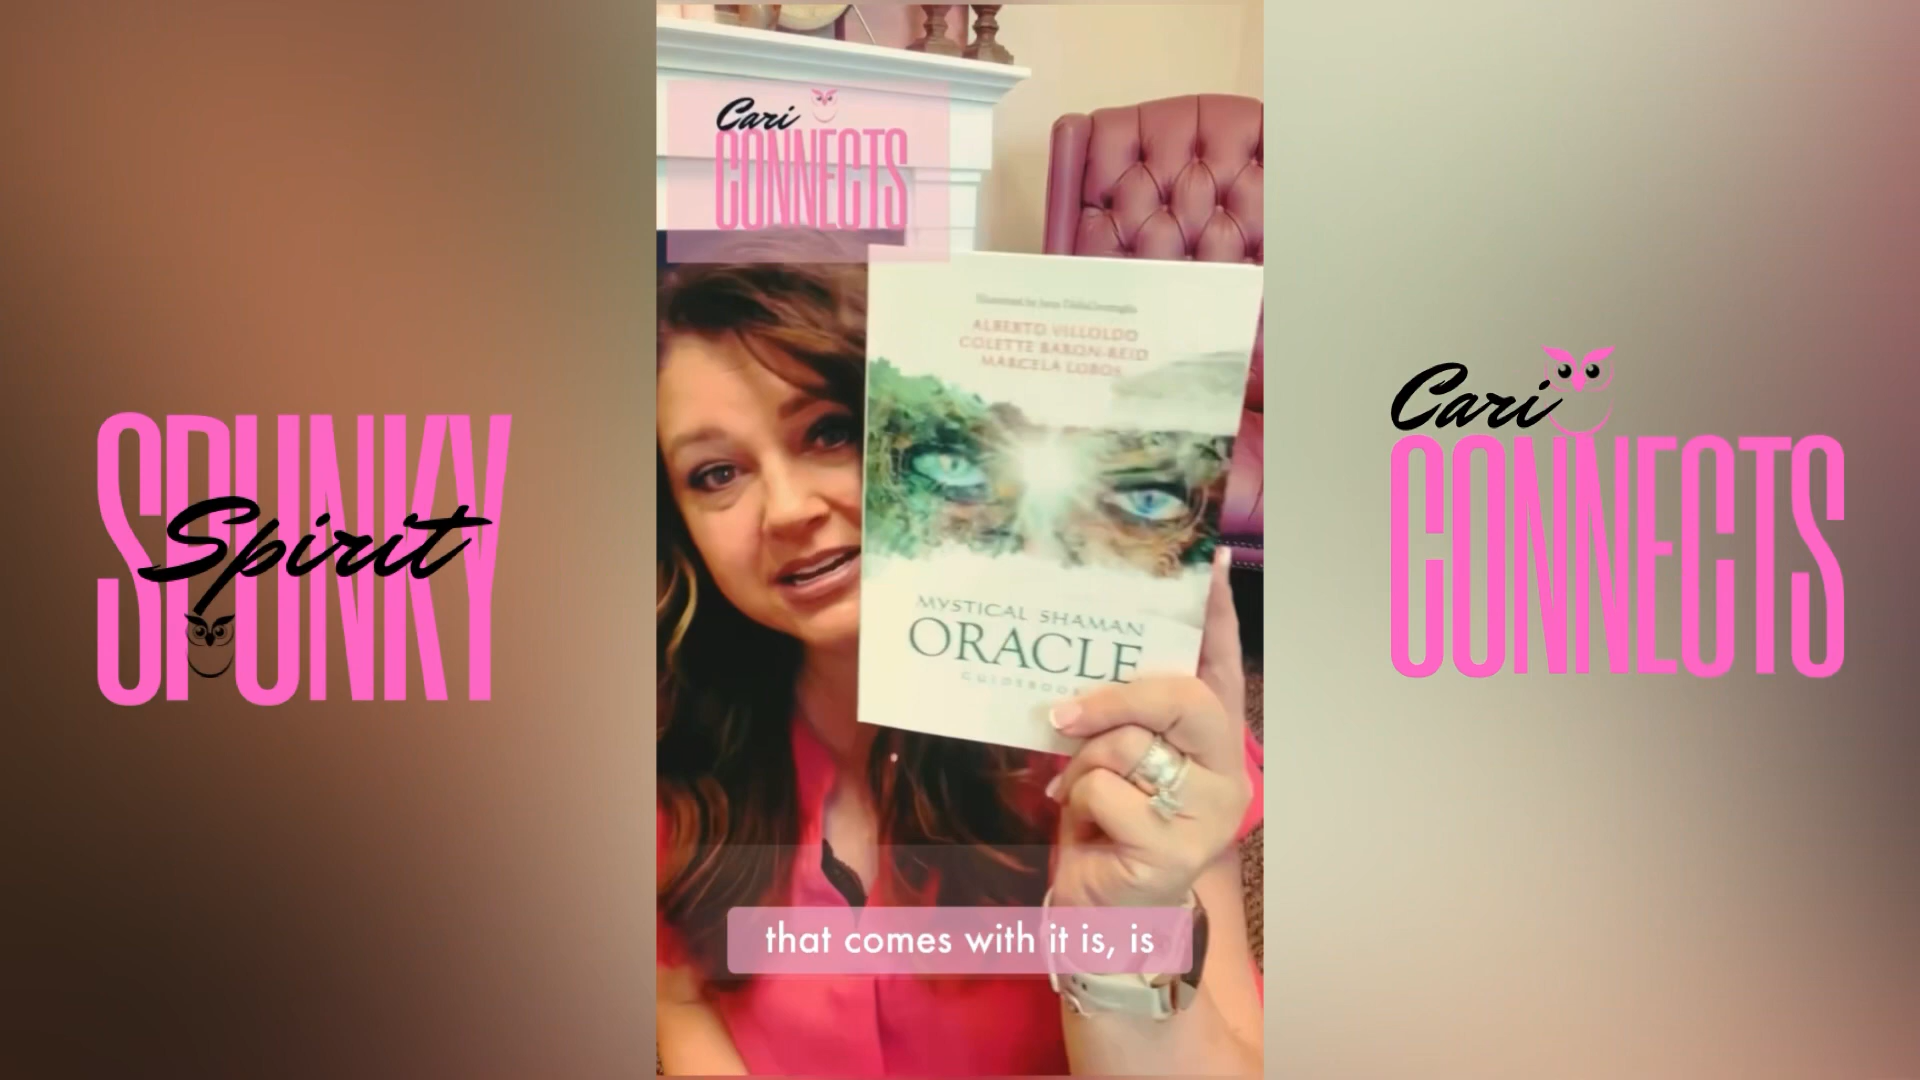 SPUNKY
Spirit
Cari
CONNECTS
ALBERTO VILLOLDO
COLETTE BARON-REID
MARCELA LOBOS
MYSTICAL SHAMAN
ORACLE
GUIDEBOOK
that comes with it is, is
Cari
CONNECTS